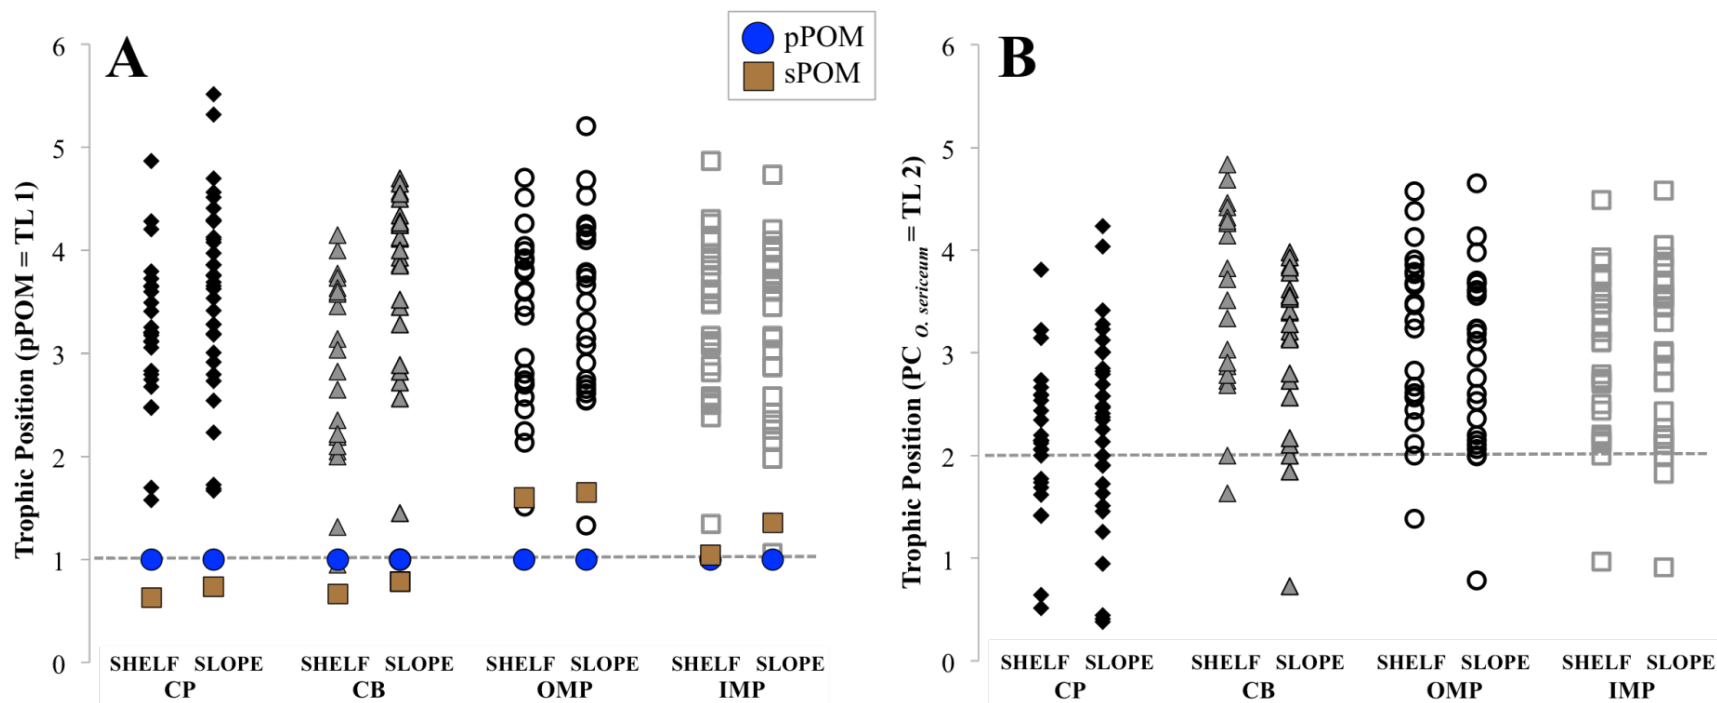 A
pPOM
sPOM
Trophic Position (pPOM = TL 1)
6
5
4
3
2
1
0
SHELF SLOPE SHELF SLOPE SHELF SLOPE SHELF SLOPE
CP CB OMP IMP
B
Trophic Position (PC O. sericeum = TL 2)
6
5
4
3
2
1
0
SHELF SLOPE SHELF SLOPE SHELF SLOPE SHELF SLOPE
CP CB OMP IMP